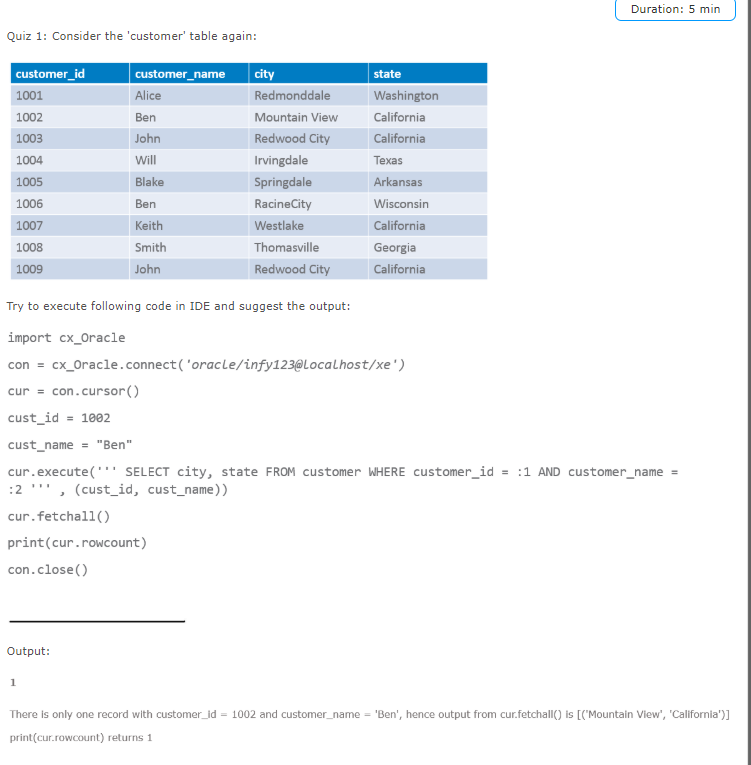 Duration: 5 min
Quiz 1: Consider the 'customer' table again:
customer_id customer_name city state
1001 Alice Redmonddale Washington
1002 Ben Mountain View California
1003 John Redwood City California
1004 Will Irvingdale Texas
1005 Blake Springdale Arkansas
1006 Ben RacineCity Wisconsin
1007 Keith Westlake California
1008 Smith Thomasville Georgia
1009 John Redwood City California
Try to execute following code in IDE and suggest the output:
import cx_Oracle
con = cx_Oracle.connect('oracle/infy123@localhost/xe')
cur = con.cursor()
cust_id = 1002
cust_name = "Ben"
cur.execute(''' SELECT city, state FROM customer WHERE customer_id = :1 AND customer_name =
:2 ''' , (cust_id, cust_name))
cur.fetchall()
print(cur.rowcount)
con.close()
Output:
1
There is only one record with customer_id = 1002 and customer_name = 'Ben', hence output from cur.fetchall() is [('Mountain View', 'California')]
print(cur.rowcount) returns 1